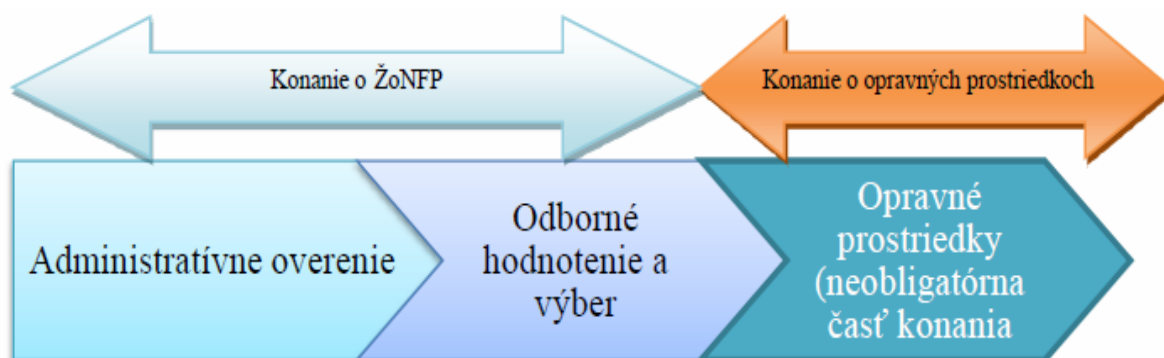 Konanie o ŽoNFP
Konanie o opravných prostriedkoch
Administratívne overenie
Odborné
hodnotenie a
výber
Opravné
prostriedky
(neobligatórna
časť konania